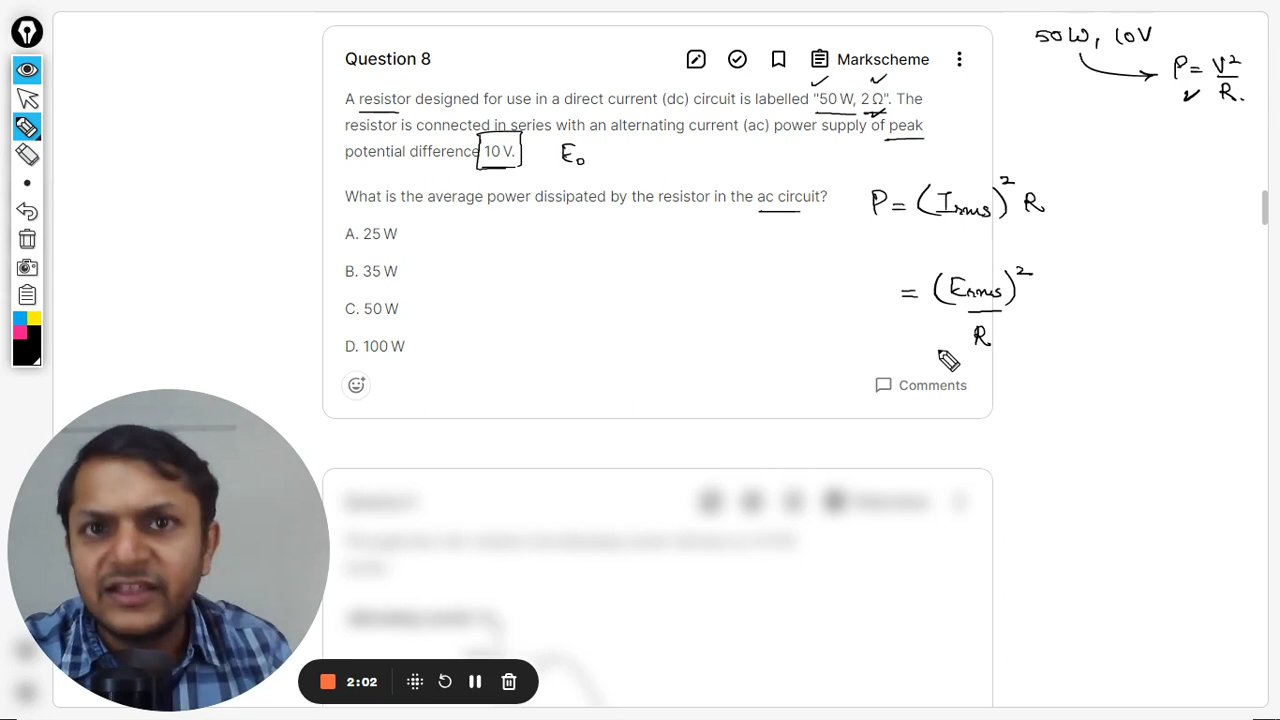 Question 8
Markscheme
A resistor designed for use in a direct current (dc) circuit is labelled "50 W, 2 Ω". The
resistor is connected in series with an alternating current (ac) power supply of peak
potential difference 10 V.
E₀
What is the average power dissipated by the resistor in the ac circuit?
A. 25 W
B. 35 W
C. 50 W
D. 100 W
Comments
50 W, 10V
P = V²
R.
P = (Irms)² R
= (Erms)²
R
2:02